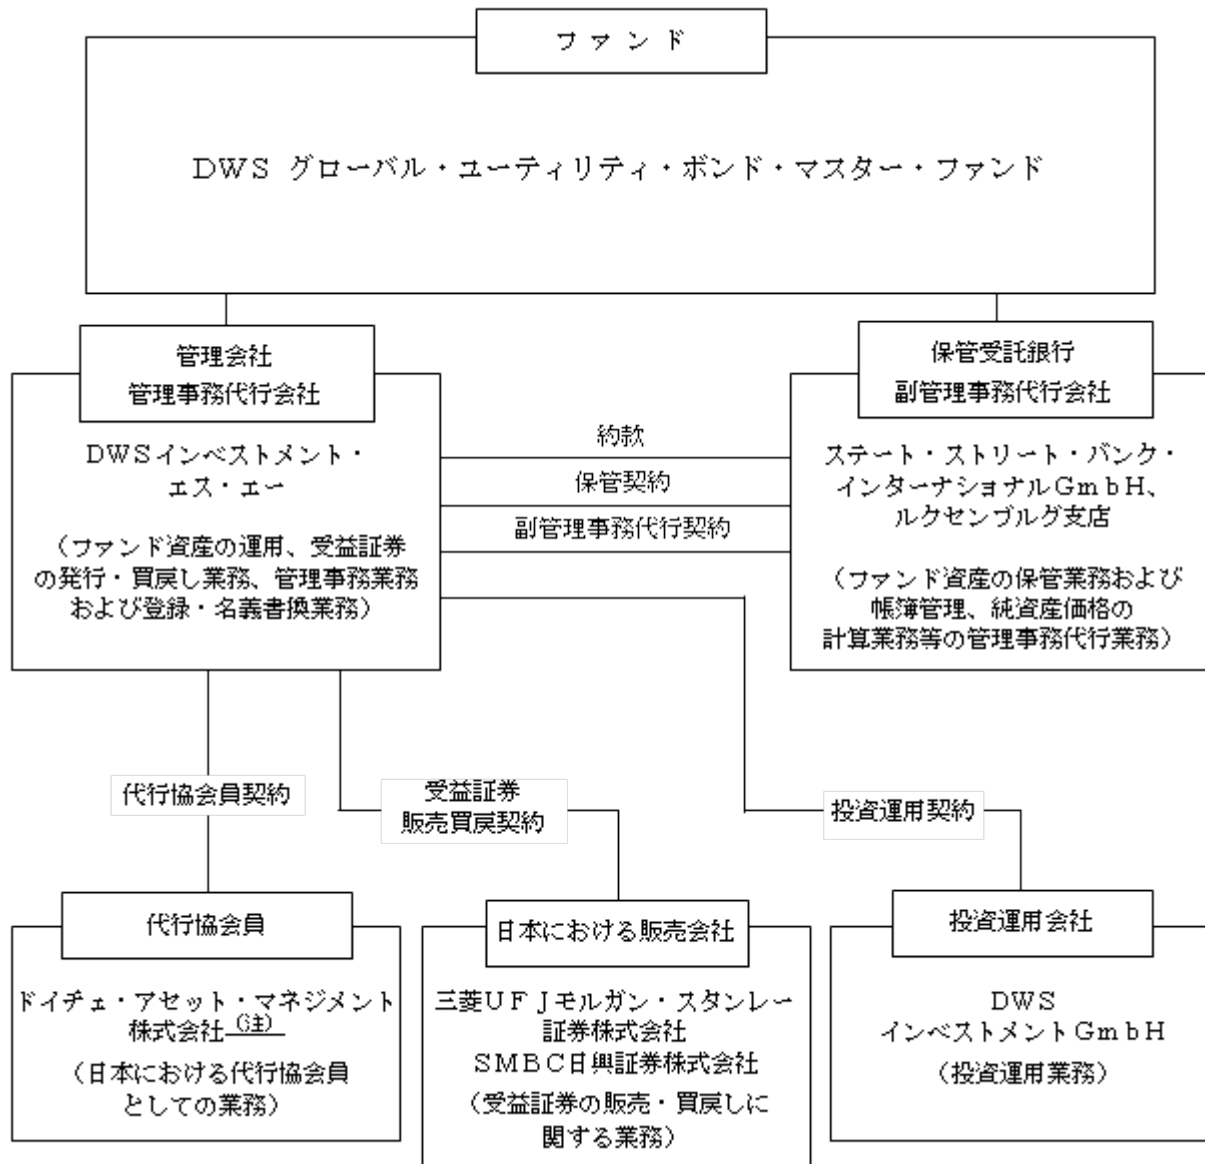 ファンド
DWS グローバル・ユーティリティ・ボンド・マスター・ファンド
管理会社
管理事務代行会社
DWSインベストメント・
エス・エー
（ファンド資産の運用、受益証券
の発行・買戻し業務、管理事務業務
および登録・名義書換業務）
約款
保管契約
副管理事務代行契約
保管受託銀行
副管理事務代行会社
ステート・ストリート・バンク・
インターナショナルGmbH、
ルクセンブルグ支店
（ファンド資産の保管業務および
帳簿管理、純資産価格の
計算業務等の管理事務代行業務）
代行協会員契約
受益証券
販売買戻契約
投資運用契約
代行協会員
ドイチェ・アセット・マネジメント
株式会社（注）
（日本における代行協会員
としての業務）
日本における販売会社
三菱UFJモルガン・スタンレー
証券株式会社
SMBC日興証券株式会社
（受益証券の販売・買戻しに
関する業務）
投資運用会社
DWS
インベストメントGmbH
（投資運用業務）